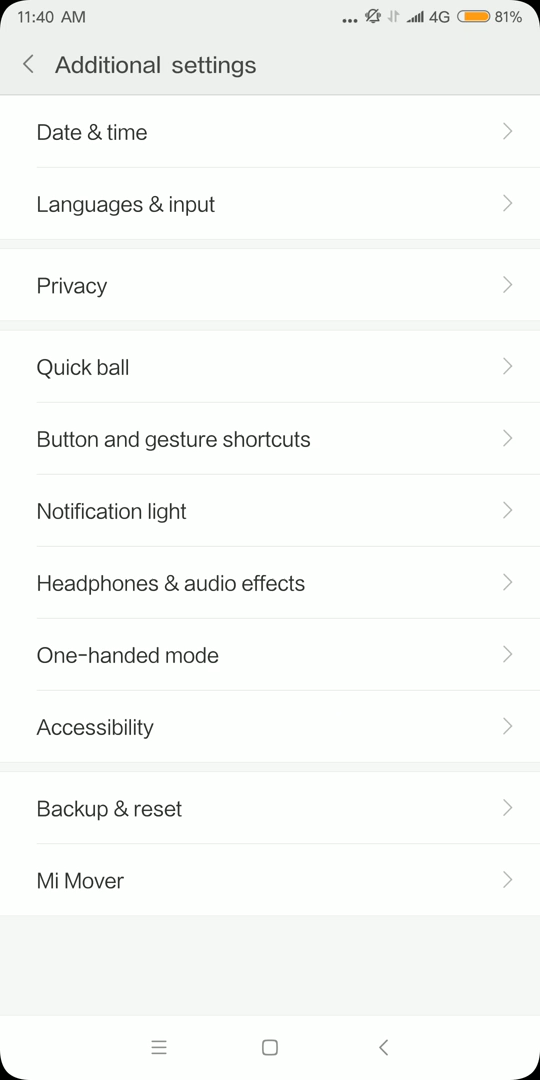 11:40 AM ... 4G 81%
Additional settings
Date & time
Languages & input
Privacy
Quick ball
Button and gesture shortcuts
Notification light
Headphones & audio effects
One-handed mode
Accessibility
Backup & reset
Mi Mover